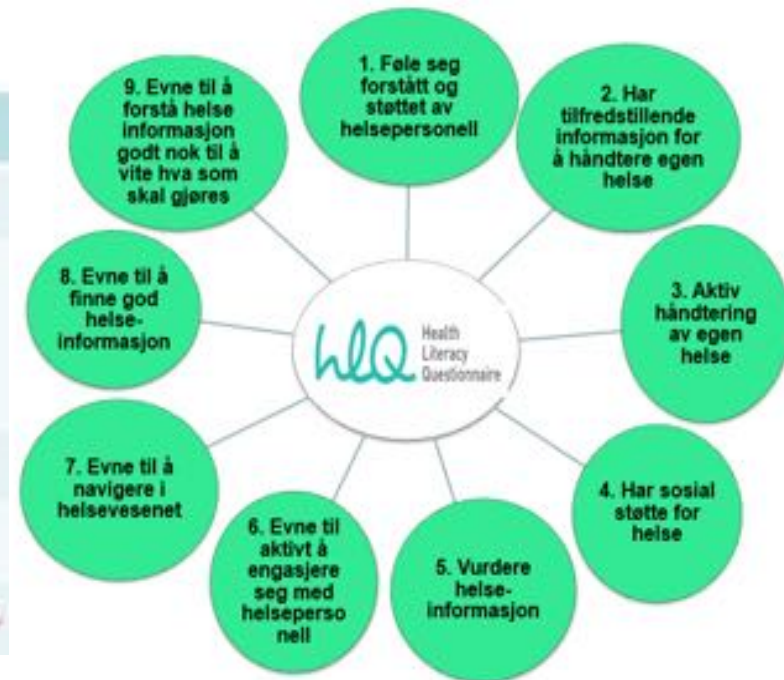 1. Føle seg
forstått og
støttet av
helsepersonell
2. Har
tilfredstillende
informasjon for
å håndtere egen
helse
3. Aktiv
håndtering
av egen
helse
4. Har sosial
støtte for
helse
5. Vurdere
helse-
informasjon
6. Evne til
aktivt å
engasjere
seg med
helseperso
nell
7. Evne til å
navigere i
helsevesenet
8. Evne til å
finne god
helse-
informasjon
9. Evne til å
forstå helse
informasjon
godt nok til å
vite hva som
skal gjøres
hlQ
Health
Literacy
Questionnaire